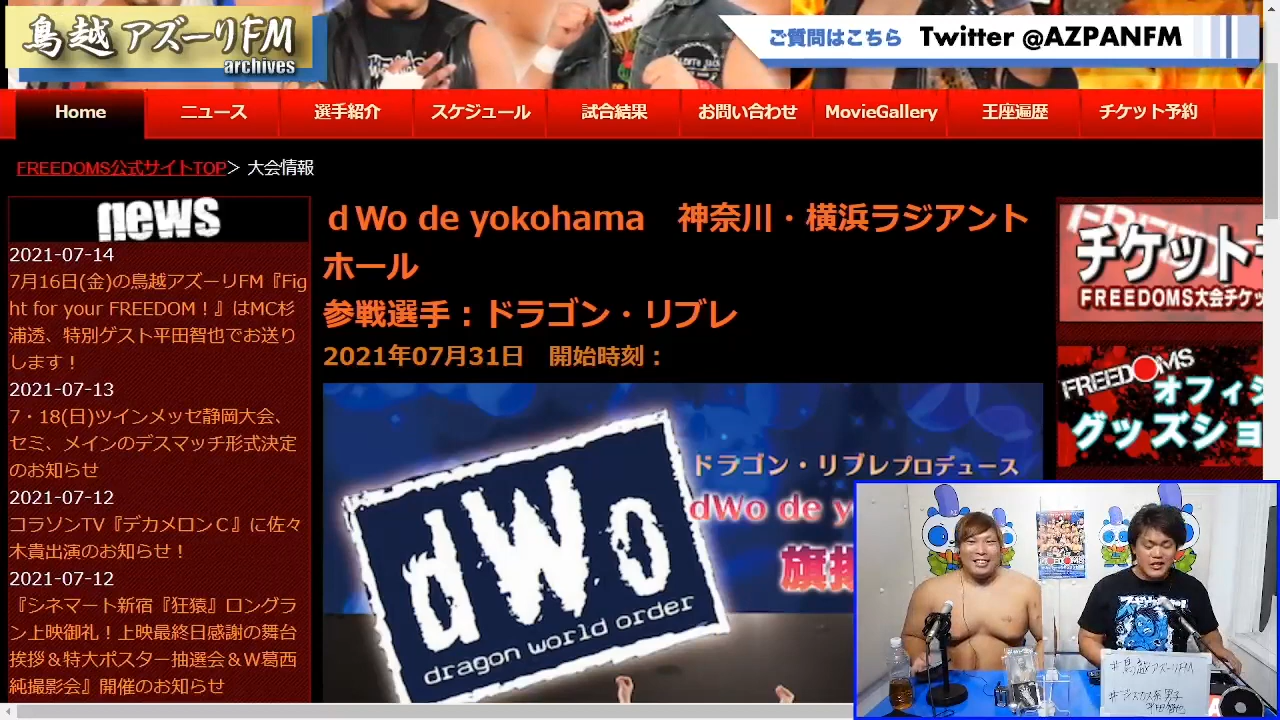 鳥越アズーリFM
archives
ご質問はこちら Twitter @AZPANFM
Home ニュース 選手紹介 スケジュール 試合結果 お問い合わせ MovieGallery 王座遍歴 チケット予約
FREEDOMS公式サイトTOP＞ 大会情報
news
2021-07-14
7月16日(金)の鳥越アズーリFM『Fig
ht for your FREEDOM！』はMC杉
浦透、特別ゲスト平田智也でお送り
します！
2021-07-13
7・18(日)ツインメッセ静岡大会、
セミ、メインのデスマッチ形式決定
のお知らせ
2021-07-12
コラソンTV『デカメロンＣ』に佐々
木貴出演のお知らせ！
2021-07-12
『シネマート新宿『狂猿』ロングラ
ン上映御礼！上映最終日感謝の舞台
挨拶＆特大ポスター抽選会＆W葛西
純撮影会』開催のお知らせ
ｄWo de yokohama　神奈川・横浜ラジアント
ホール
参戦選手：ドラゴン・リブレ
2021年07月31日　開始時刻：
ドラゴン・リブレプロデュース
dWo de y
旗揚
dWo
dragon world order
FREEDOMS
チケット
FREEDOMS大会チケッ
FREEDOMS
オフィシ
グッズショ
#鳥越アズーリFM